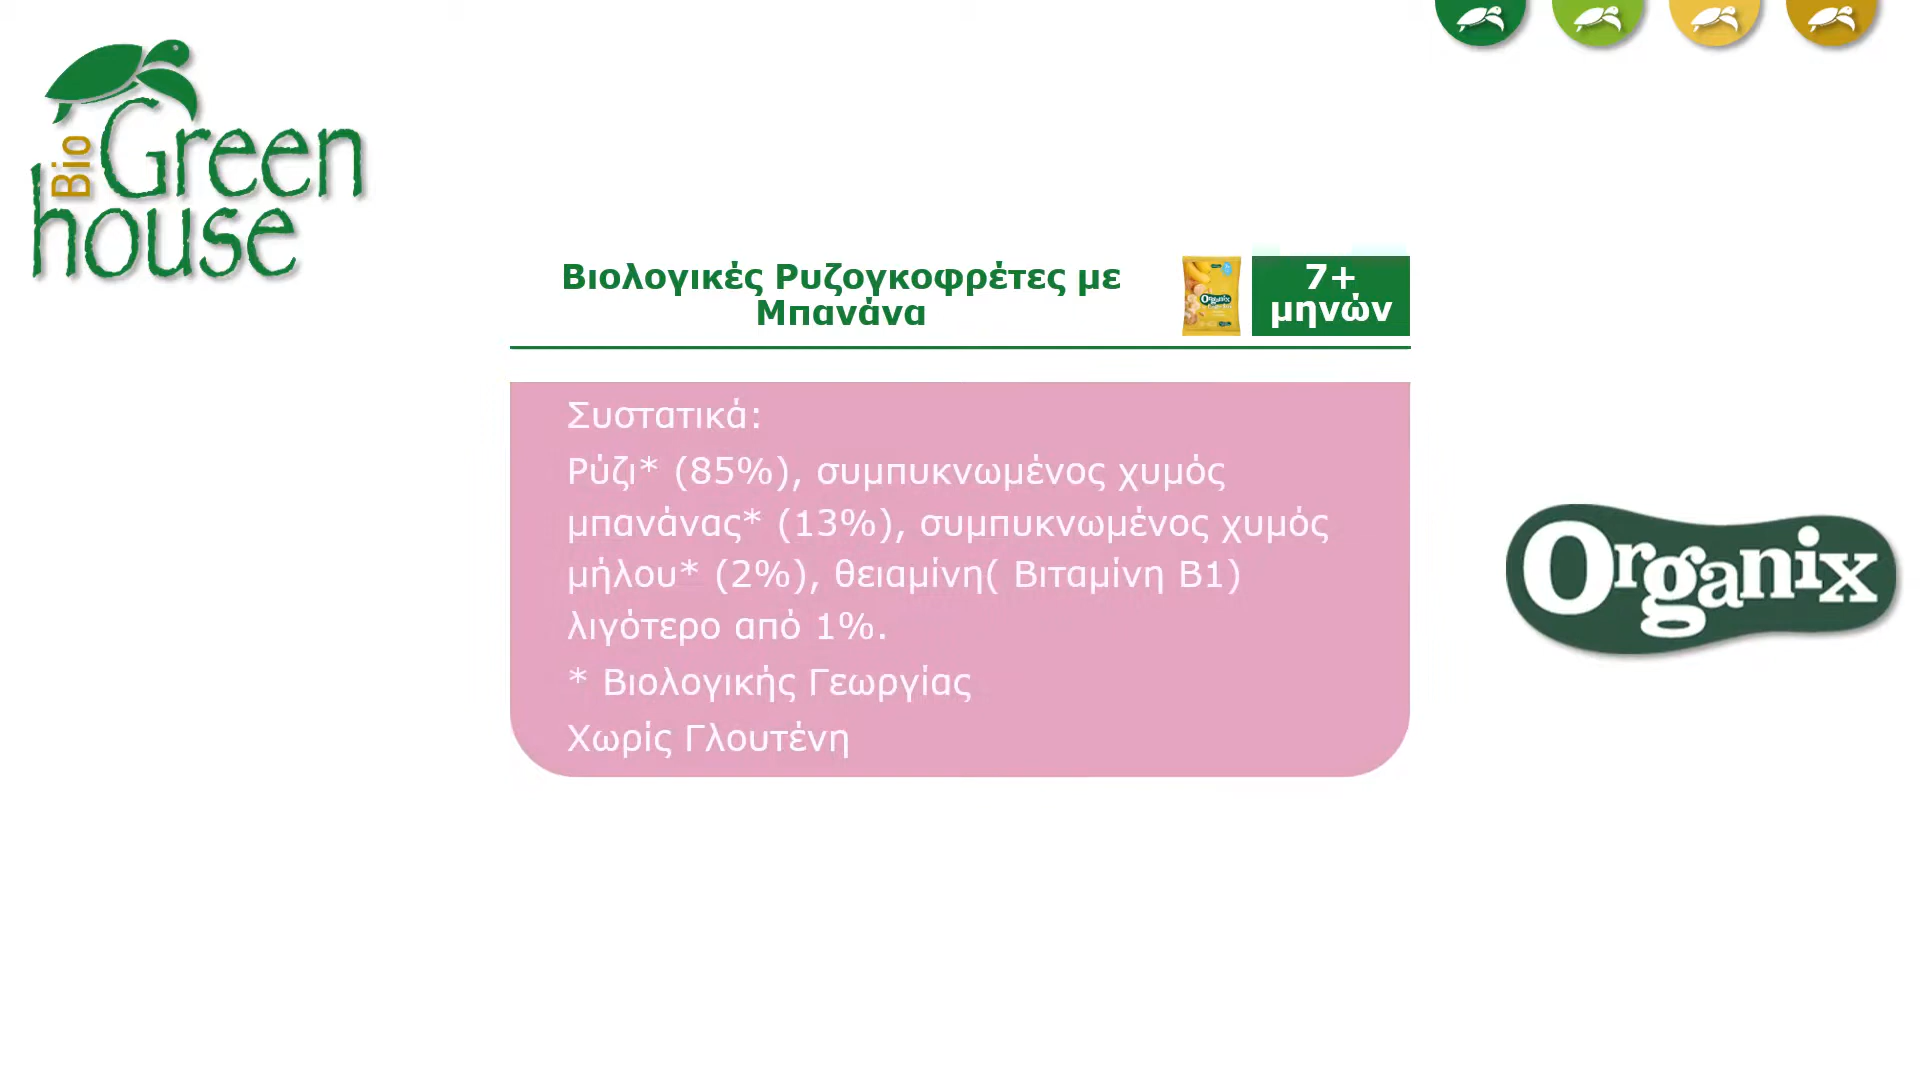 Bio Green
house
Βιολογικές Ρυζογκοφρέτες με
Μπανάνα
Organix
7+
μηνών
Συστατικά:
Ρύζι* (85%), συμπυκνωμένος χυμός
μπανάνας* (13%), συμπυκνωμένος χυμός
μήλου* (2%), θειαμίνη( Βιταμίνη Β1)
λιγότερο από 1%.
* Βιολογικής Γεωργίας
Χωρίς Γλουτένη
Organix